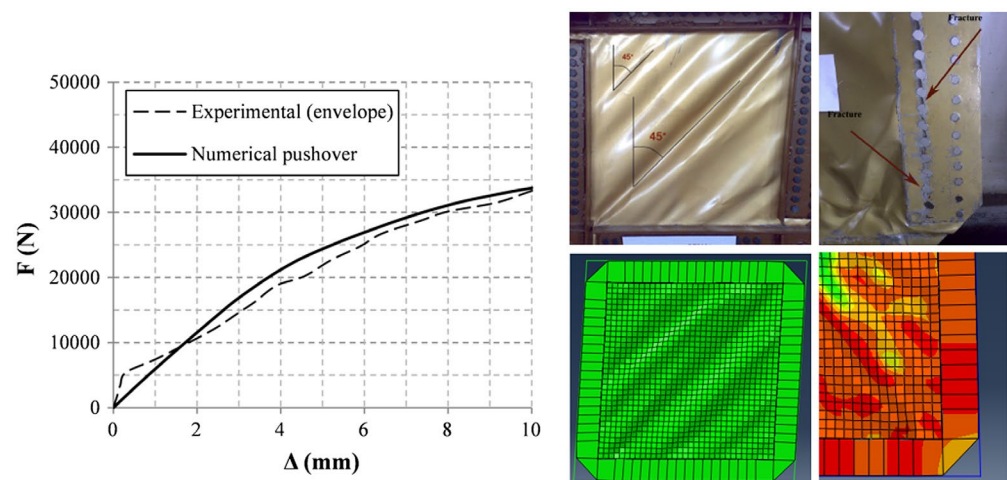 50000
40000
30000
20000
10000
0
F (N)
Experimental (envelope)
Numerical pushover
0
2
4
6
8
10
Δ (mm)
45°
45°
Fracture
Fracture